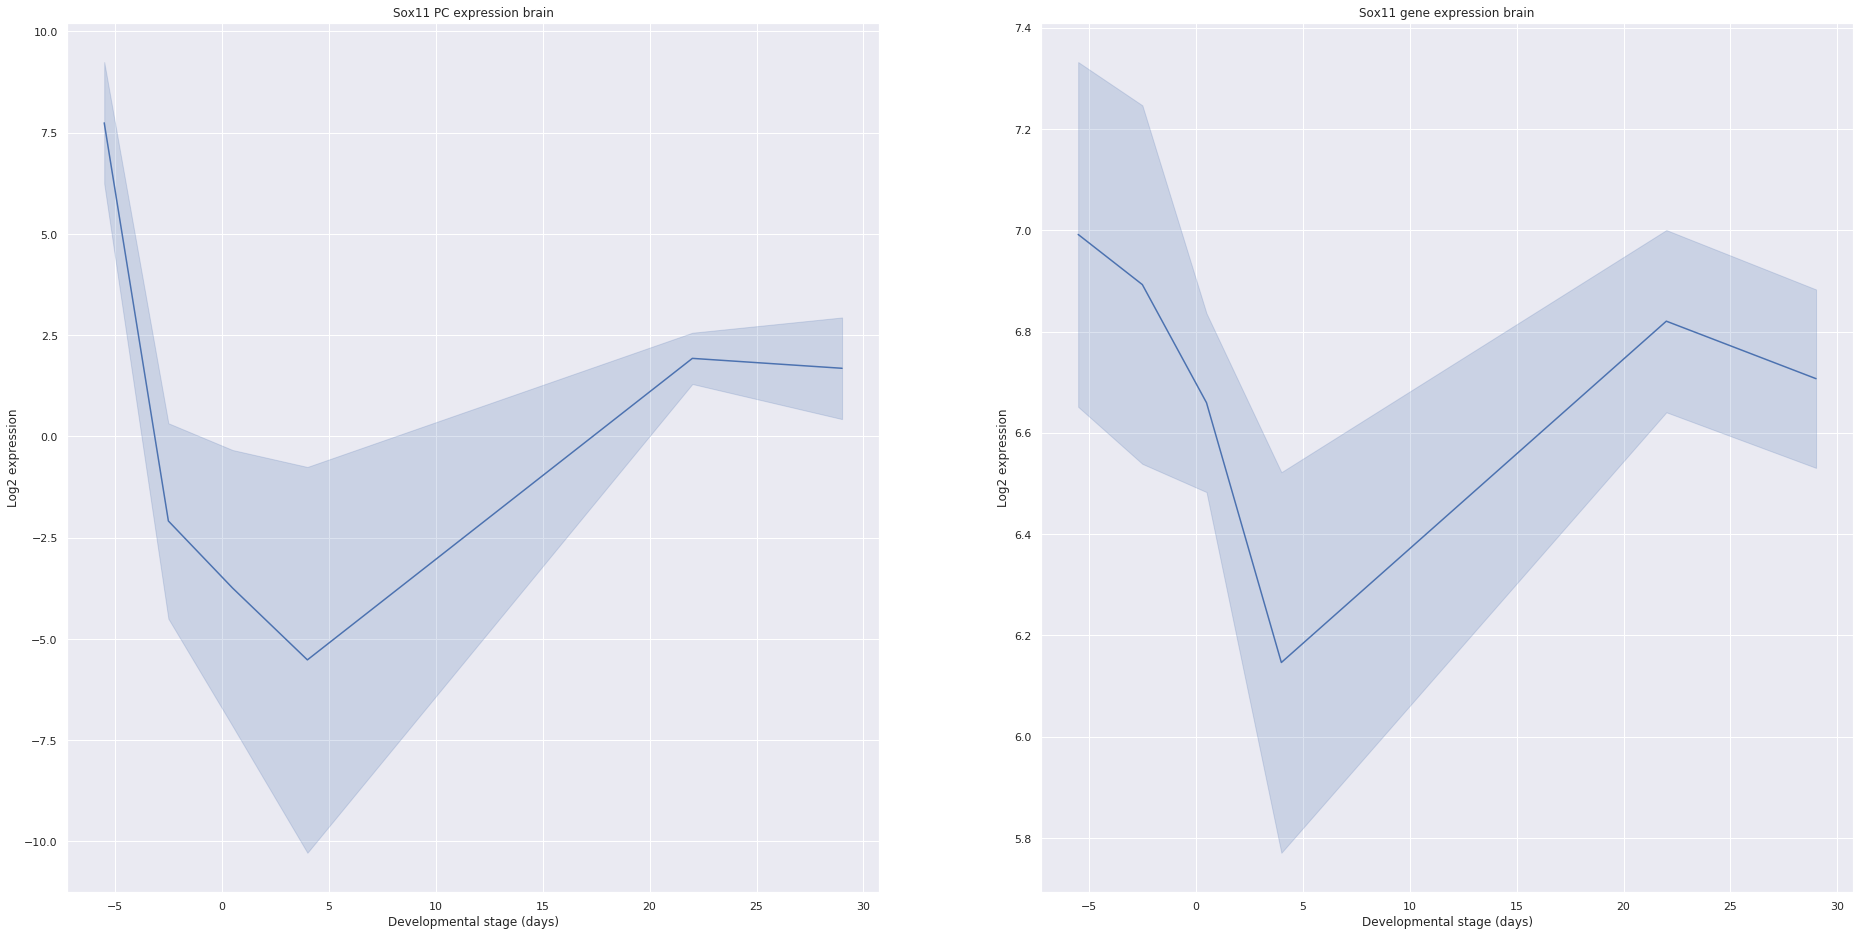 Sox11 PC expression brain
10.0
7.5
5.0
2.5
0.0
−2.5
−5.0
−7.5
−10.0
Log2 expression
−5 0 5 10 15 20 25 30
Developmental stage (days)
Sox11 gene expression brain
7.4
7.2
7.0
6.8
6.6
6.4
6.2
6.0
5.8
Log2 expression
−5 0 5 10 15 20 25 30
Developmental stage (days)